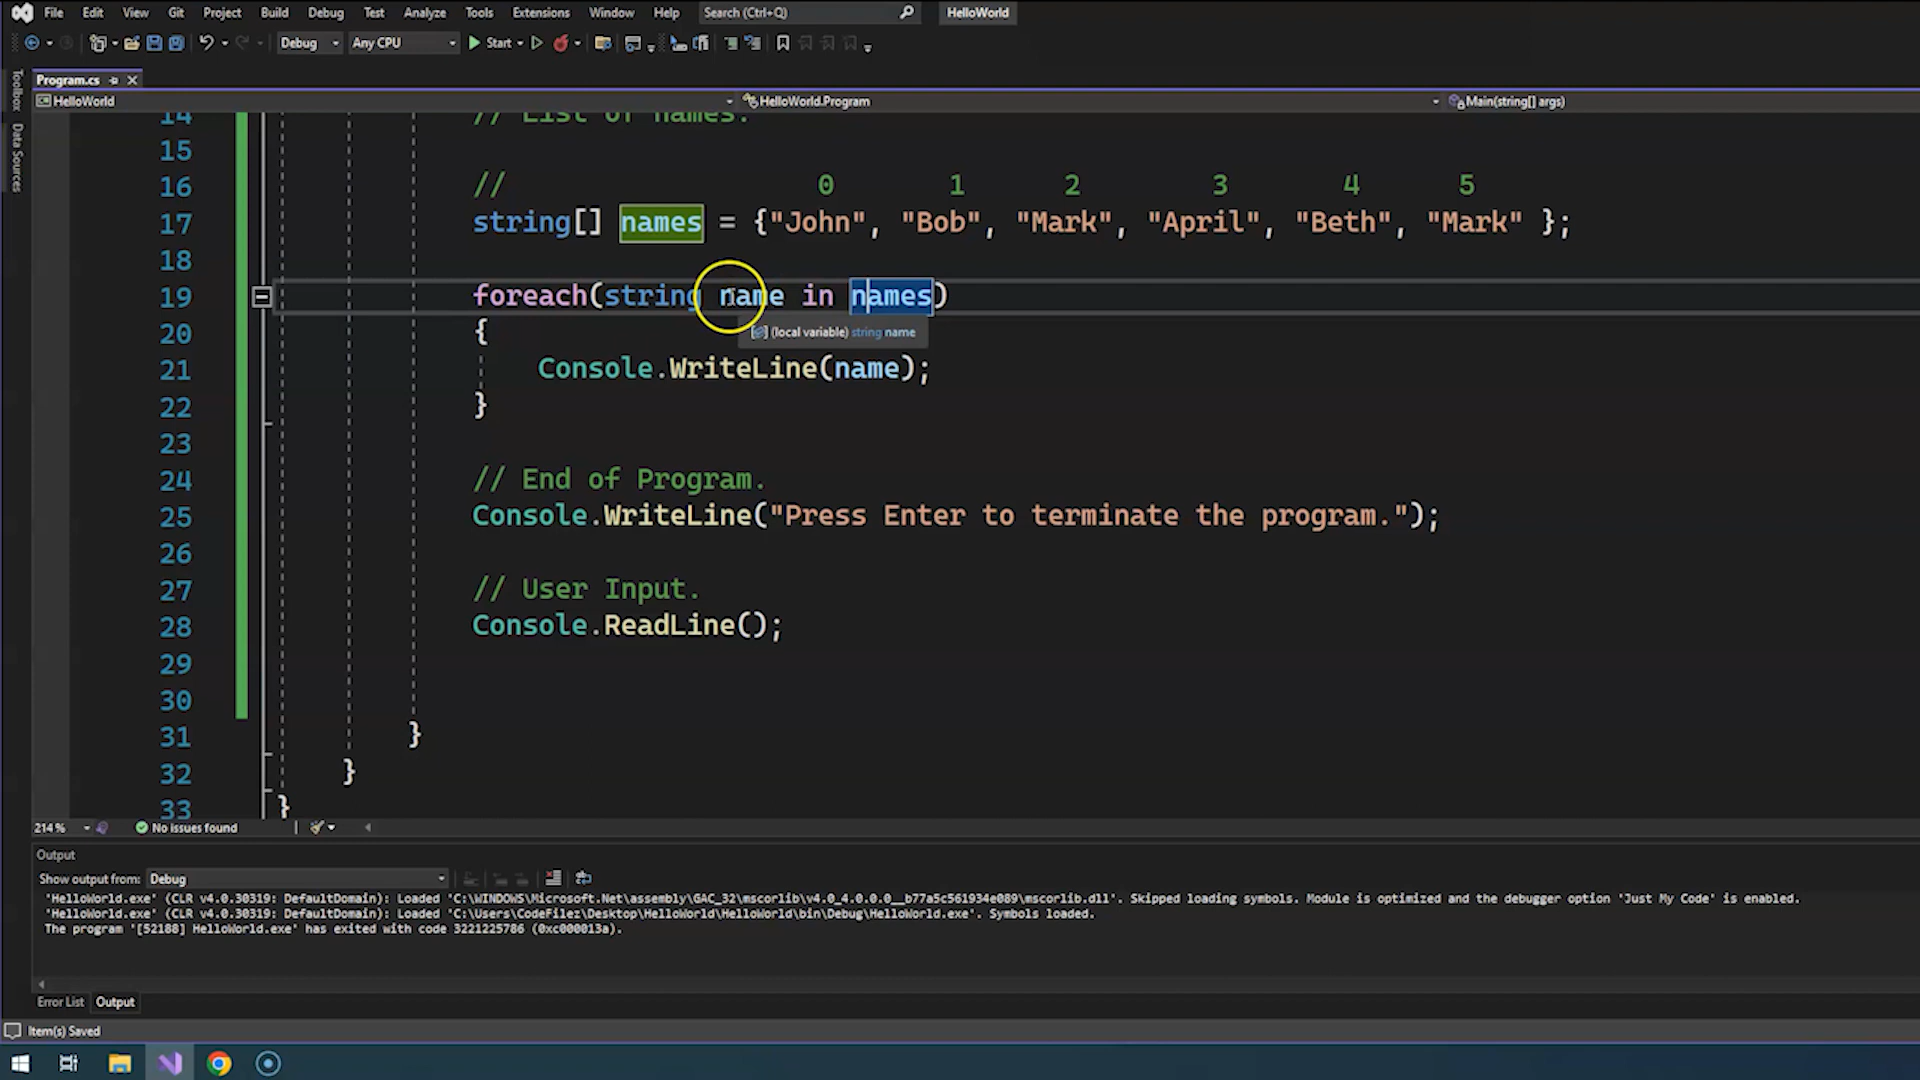 File Edit View Git Project Build Debug Test Analyze Tools Extensions Window Help Search (Ctrl+Q) HelloWorld
Debug Any CPU Start
Toolbox
Data Sources
Program.cs
HelloWorld HelloWorld.Program Main(string[] args)
14 // List of names.
15
16 // 0 1 2 3 4 5
17 string[] names = {"John", "Bob", "Mark", "April", "Beth", "Mark" };
18
19 foreach(string name in names)
20 {
[●] (local variable) string name
21 Console.WriteLine(name);
22 }
23
24 // End of Program.
25 Console.WriteLine("Press Enter to terminate the program.");
26
27 // User Input.
28 Console.ReadLine();
29
30
31 }
32 }
33 }
214 % No issues found
Output
Show output from: Debug
'HelloWorld.exe' (CLR v4.0.30319: DefaultDomain): Loaded 'C:\WINDOWS\Microsoft.Net\assembly\GAC_32\mscorlib\v4.0_4.0.0.0__b77a5c561934e089\mscorlib.dll'. Skipped loading symbols. Module is optimized and the debugger option 'Just My Code' is enabled.
'HelloWorld.exe' (CLR v4.0.30319: DefaultDomain): Loaded 'C:\Users\CodeFilez\Desktop\HelloWorld\HelloWorld\bin\Debug\HelloWorld.exe'. Symbols loaded.
The program '[52188] HelloWorld.exe' has exited with code 3221225786 (0xc000013a).
Error List Output
Item(s) Saved